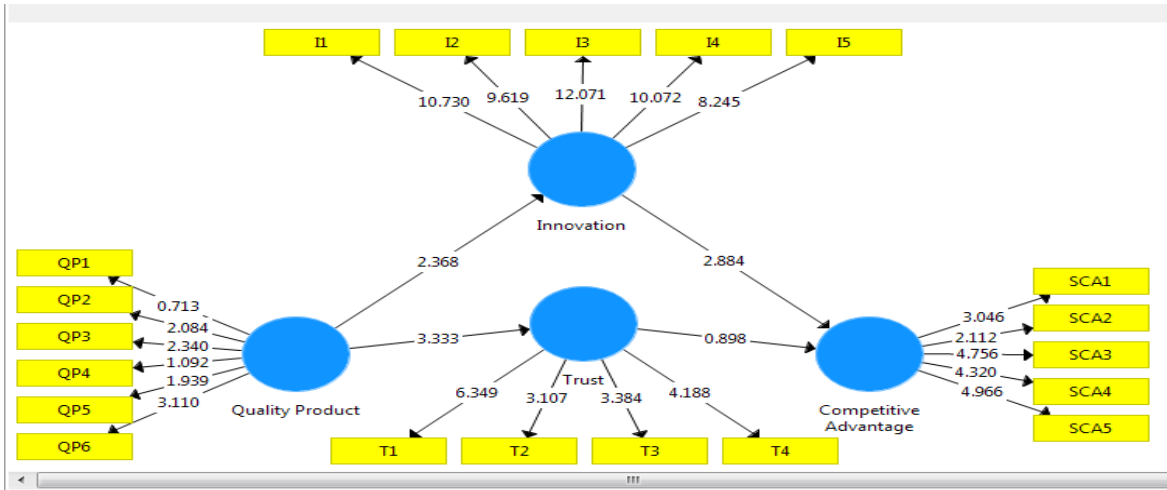 I1
I2
I3
I4
I5
10.730
9.619
12.071
10.072
8.245
Innovation
2.368
2.884
QP1
QP2
QP3
QP4
QP5
QP6
0.713
2.084
2.340
1.092
1.939
3.110
Quality Product
3.333
Trust
0.898
6.349
3.107
3.384
4.188
T1
T2
T3
T4
Competitive
Advantage
3.046
2.112
4.756
4.320
4.966
SCA1
SCA2
SCA3
SCA4
SCA5